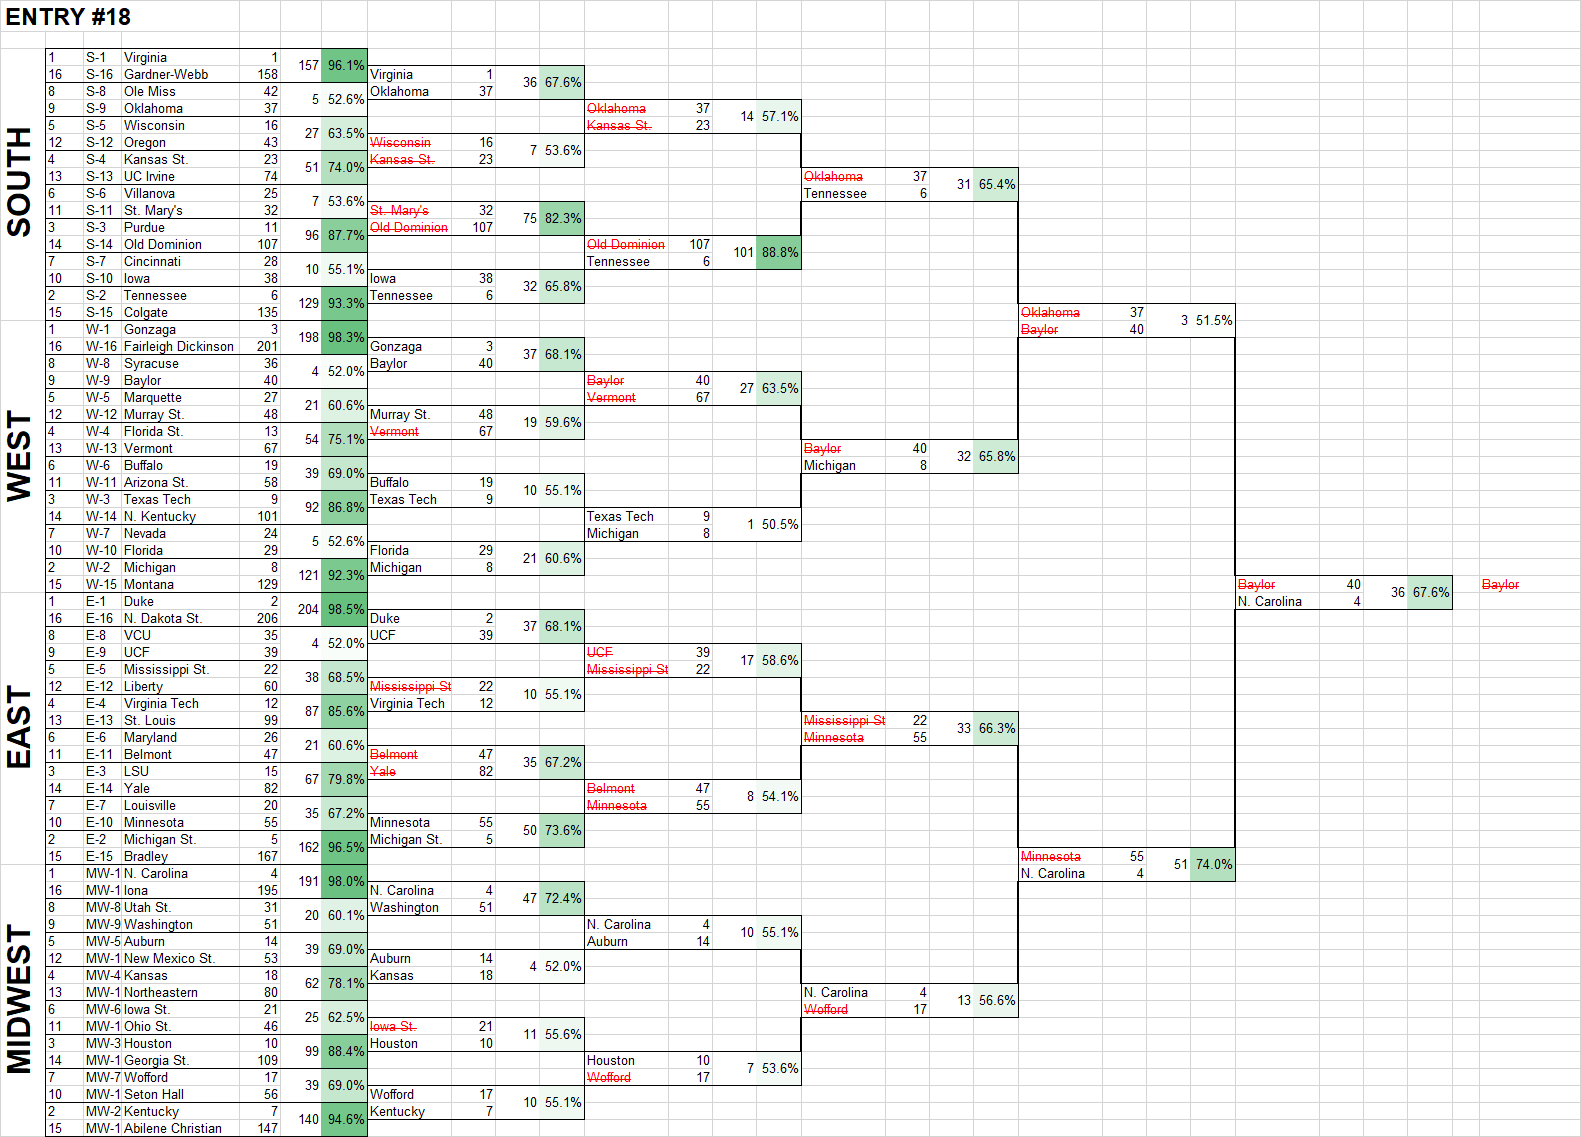 ENTRY #18
SOUTH
1 S-1 Virginia 1
157 96.1%
16 S-16 Gardner-Webb 158
Virginia 1
36 67.6%
8 S-8 Ole Miss 42
5 52.6%
Oklahoma 37
9 S-9 Oklahoma 37
Oklahoma 37
14 57.1%
5 S-5 Wisconsin 16
27 63.5%
Kansas St. 23
12 S-12 Oregon 43
Wisconsin 16
7 53.6%
4 S-4 Kansas St. 23
51 74.0%
Kansas St. 23
13 S-13 UC Irvine 74
Oklahoma 37
31 65.4%
6 S-6 Villanova 25
7 53.6%
Tennessee 6
11 S-11 St. Mary's 32
St. Mary's 32
75 82.3%
3 S-3 Purdue 11
96 87.7%
Old Dominion 107
14 S-14 Old Dominion 107
Old Dominion 107
101 88.8%
7 S-7 Cincinnati 28
10 55.1%
Tennessee 6
10 S-10 Iowa 38
Iowa 38
32 65.8%
2 S-2 Tennessee 6
129 93.3%
Tennessee 6
15 S-15 Colgate 135
Oklahoma 37
3 51.5%
WEST
1 W-1 Gonzaga 3
198 98.3%
Baylor 40
16 W-16 Fairleigh Dickinson 201
Gonzaga 3
37 68.1%
8 W-8 Syracuse 36
4 52.0%
Baylor 40
9 W-9 Baylor 40
Baylor 40
27 63.5%
5 W-5 Marquette 27
21 60.6%
Vermont 67
12 W-12 Murray St. 48
Murray St. 48
19 59.6%
4 W-4 Florida St. 13
54 75.1%
Vermont 67
13 W-13 Vermont 67
Baylor 40
32 65.8%
6 W-6 Buffalo 19
39 69.0%
Michigan 8
11 W-11 Arizona St. 58
Buffalo 19
10 55.1%
3 W-3 Texas Tech 9
92 86.8%
Texas Tech 9
14 W-14 N. Kentucky 101
Texas Tech 9
1 50.5%
7 W-7 Nevada 24
5 52.6%
Michigan 8
10 W-10 Florida 29
Florida 29
21 60.6%
2 W-2 Michigan 8
121 92.3%
Michigan 8
15 W-15 Montana 129
Baylor 40
36 67.6%
Baylor
EAST
1 E-1 Duke 2
204 98.5%
N. Carolina 4
16 E-16 N. Dakota St. 206
Duke 2
37 68.1%
8 E-8 VCU 35
4 52.0%
UCF 39
9 E-9 UCF 39
UCF 39
17 58.6%
5 E-5 Mississippi St. 22
38 68.5%
Mississippi St 22
12 E-12 Liberty 60
Mississippi St 22
10 55.1%
4 E-4 Virginia Tech 12
87 85.6%
Virginia Tech 12
13 E-13 St. Louis 99
Mississippi St 22
33 66.3%
6 E-6 Maryland 26
21 60.6%
Minnesota 55
11 E-11 Belmont 47
Belmont 47
35 67.2%
3 E-3 LSU 15
67 79.8%
Yale 82
14 E-14 Yale 82
Belmont 47
8 54.1%
7 E-7 Louisville 20
35 67.2%
Minnesota 55
10 E-10 Minnesota 55
Minnesota 55
50 73.6%
2 E-2 Michigan St. 5
162 96.5%
Michigan St. 5
15 E-15 Bradley 167
Minnesota 55
51 74.0%
MIDWEST
1 MW-1 N. Carolina 4
191 98.0%
N. Carolina 4
16 MW-1 Iona 195
N. Carolina 4
47 72.4%
8 MW-8 Utah St. 31
20 60.1%
Washington 51
9 MW-9 Washington 51
N. Carolina 4
10 55.1%
5 MW-5 Auburn 14
39 69.0%
Auburn 14
12 MW-1 New Mexico St. 53
Auburn 14
4 52.0%
4 MW-4 Kansas 18
62 78.1%
Kansas 18
13 MW-1 Northeastern 80
N. Carolina 4
13 56.6%
6 MW-6 Iowa St. 21
25 62.5%
Wofford 17
11 MW-1 Ohio St. 46
Iowa St. 21
11 55.6%
3 MW-3 Houston 10
99 88.4%
Houston 10
14 MW-1 Georgia St. 109
Houston 10
7 53.6%
7 MW-7 Wofford 17
39 69.0%
Wofford 17
10 MW-1 Seton Hall 56
Wofford 17
10 55.1%
2 MW-2 Kentucky 7
140 94.6%
Kentucky 7
15 MW-1 Abilene Christian 147